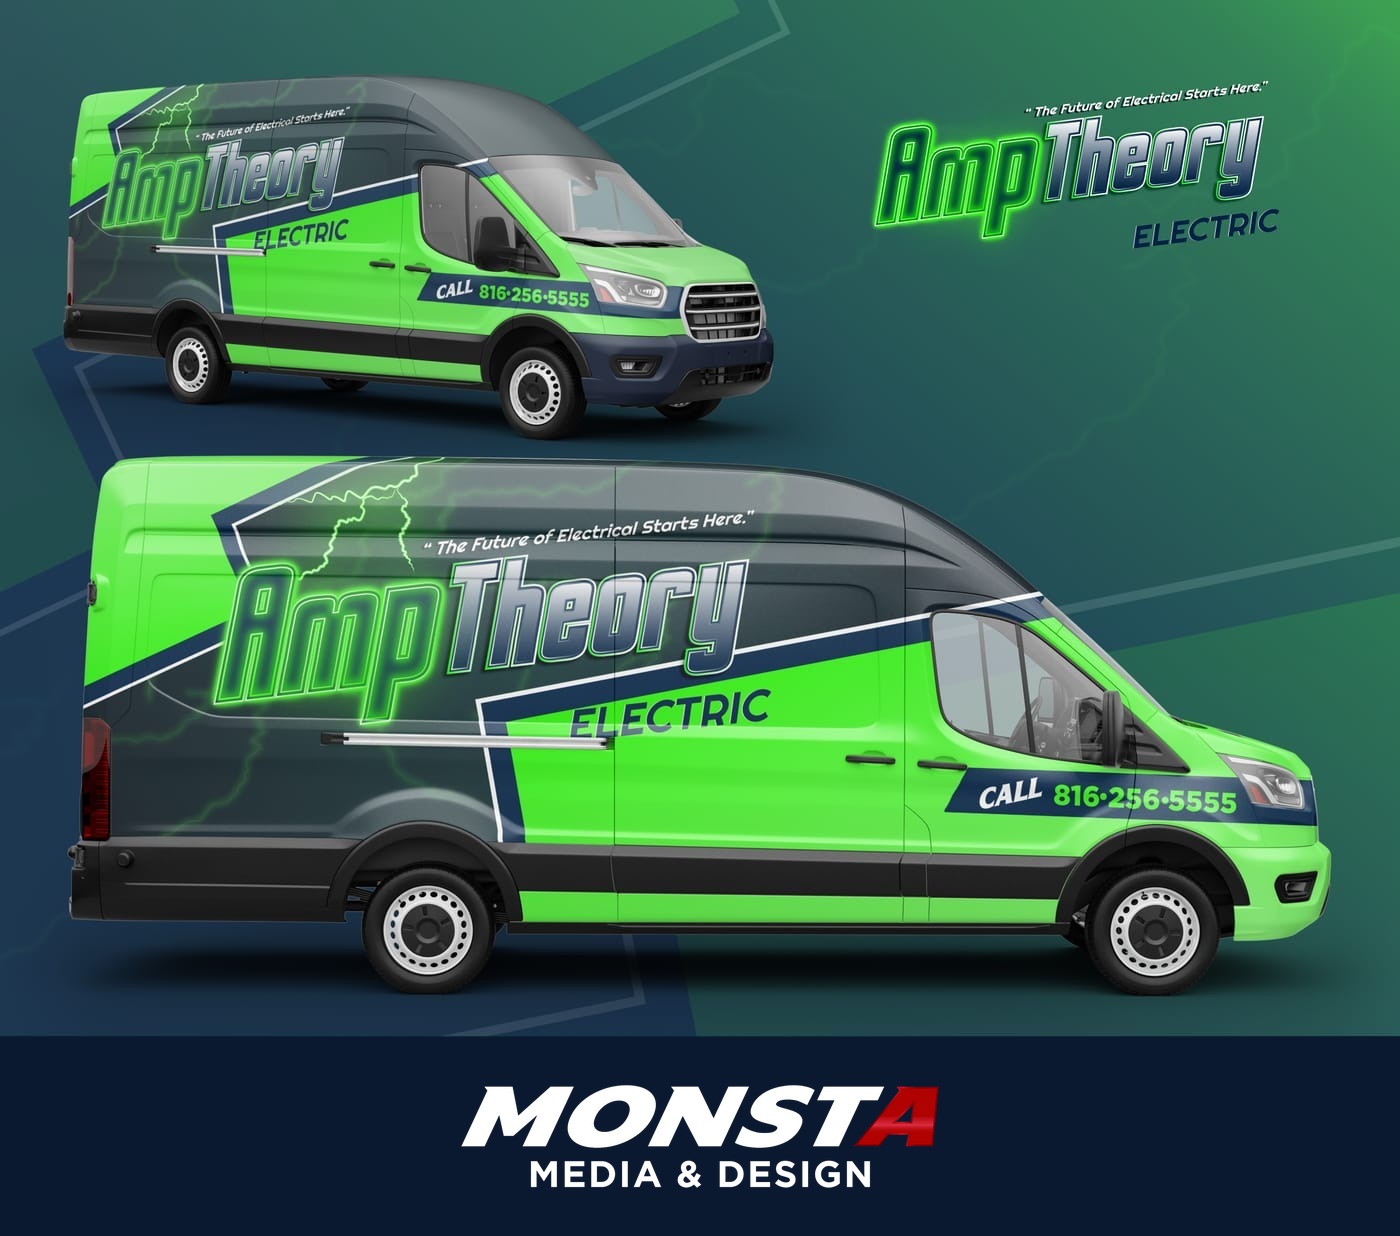 “ The Future of Electrical Starts Here.”
AmpTheory
ELECTRIC
CALL 816•256•5555
“ The Future of Electrical Starts Here.”
AmpTheory
ELECTRIC
“ The Future of Electrical Starts Here.”
AmpTheory
ELECTRIC
CALL 816•256•5555
MONSTA
MEDIA & DESIGN